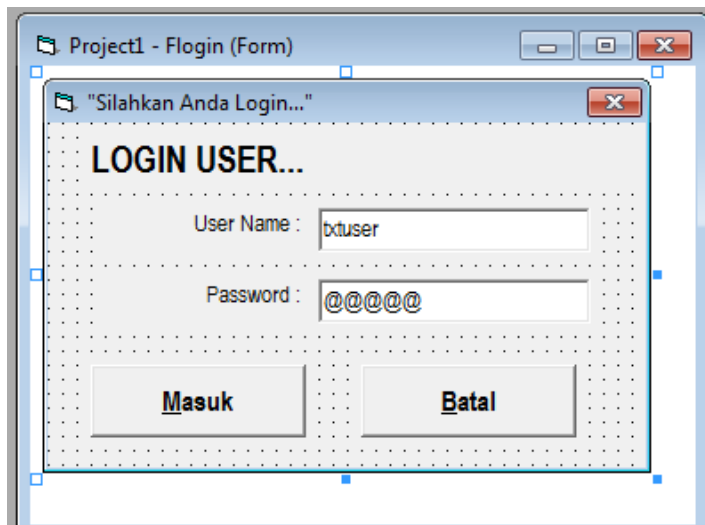 Project1 - Flogin (Form)
"Silahkan Anda Login..."
LOGIN USER...
User Name : txtuser
Password : @@@@@
Masuk Batal